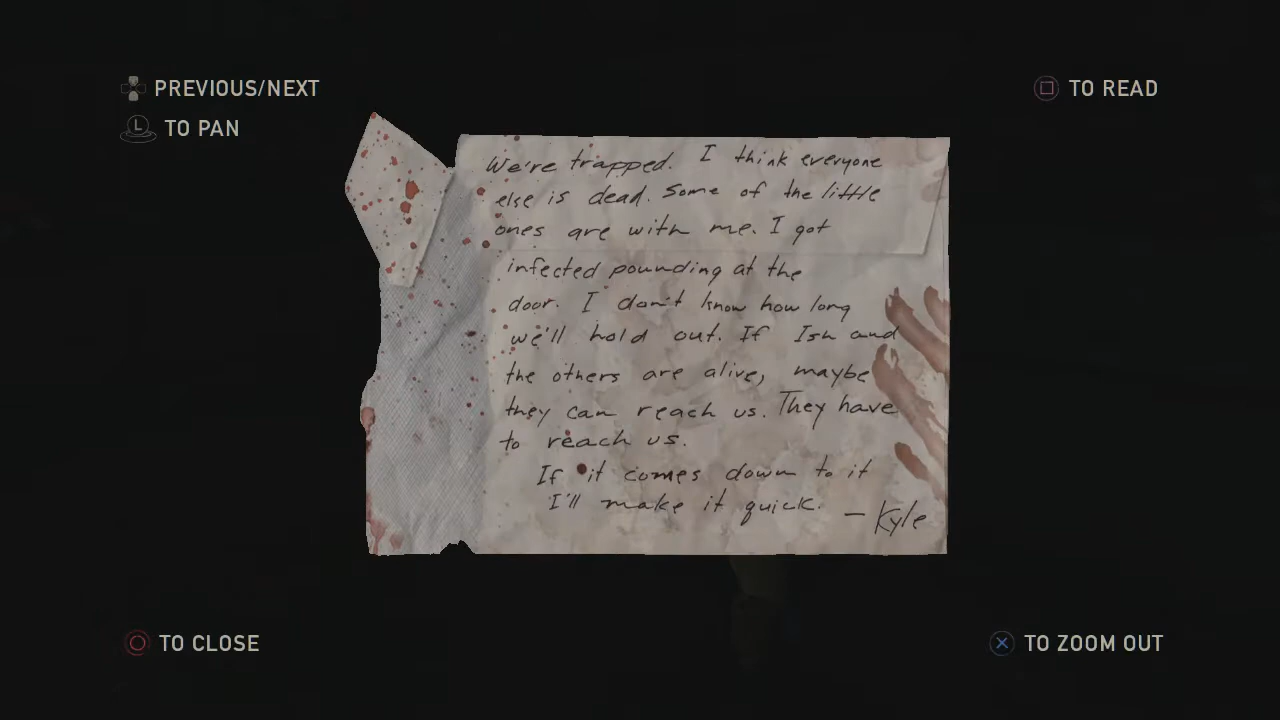 PREVIOUS/NEXT
L TO PAN
TO READ
We're trapped. I think everyone
else is dead. Some of the little
ones are with me. I got
infected pounding at the
door. I don't know how long
we'll hold out. If Ish and
the others are alive, maybe
they can reach us. They have
to reach us.
If it comes down to it
I'll make it quick. – Kyle
TO CLOSE
TO ZOOM OUT